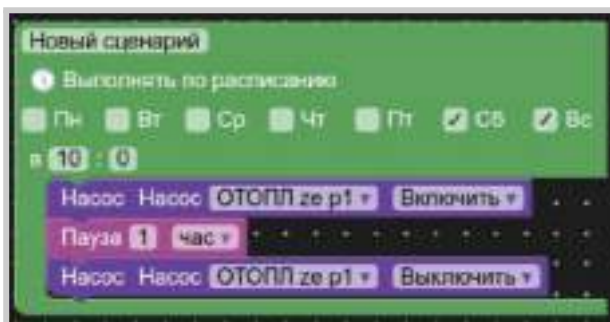 Новый сценарий
Выполнять по расписанию
Пн Вт Ср Чт Пт Сб Вс
в 10 : 0
Насос Насос ОТОПЛ ze p1 Включить
Пауза 1 час
Насос Насос ОТОПЛ ze p1 Выключить